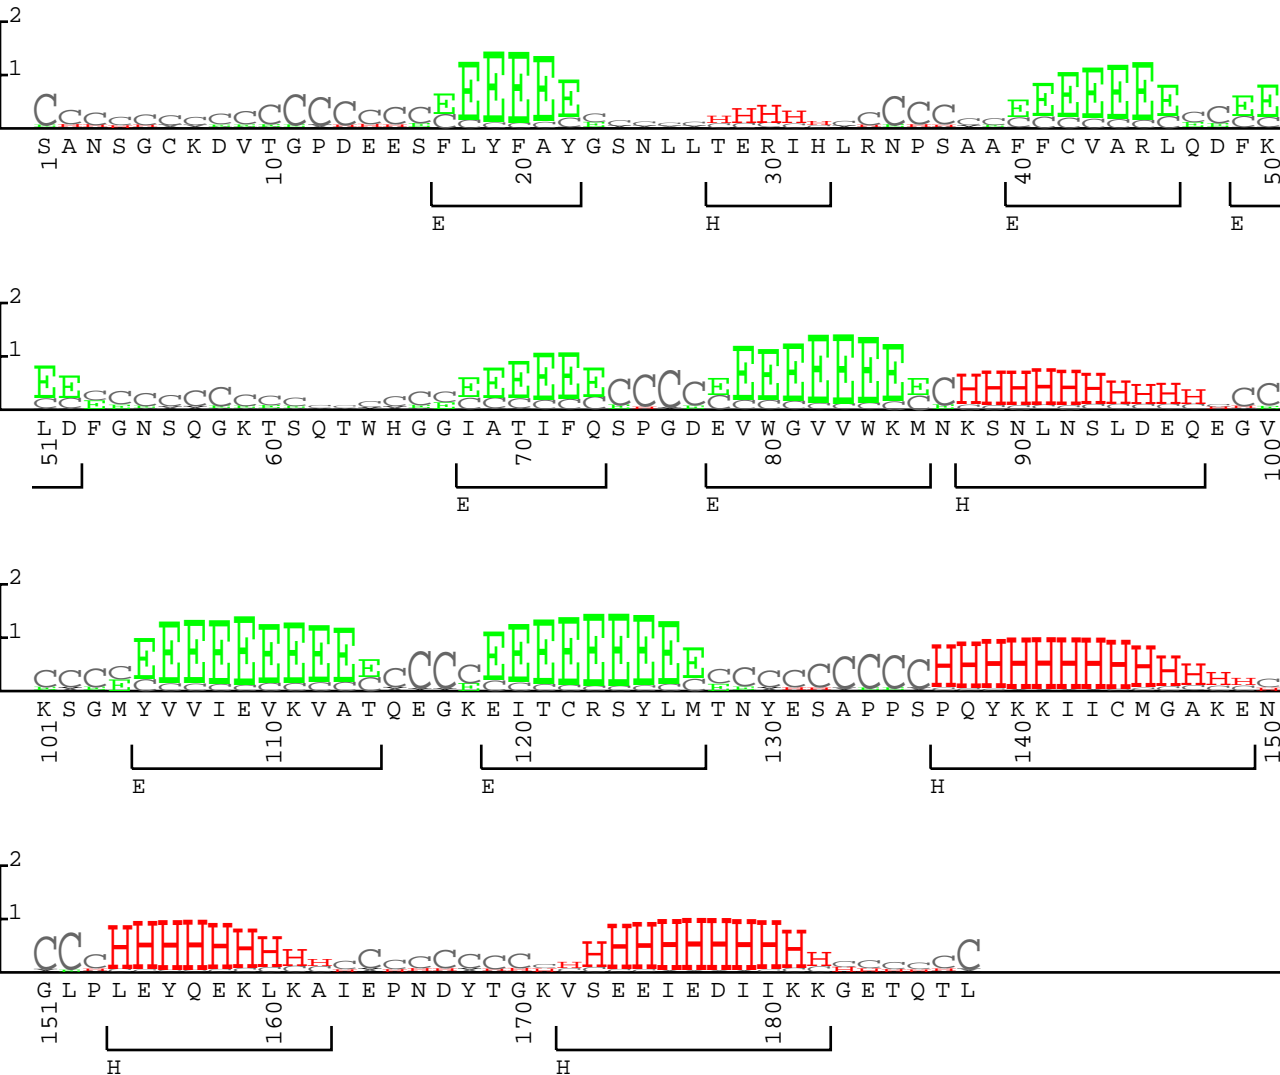 2
1
S A N S G C K D V T G P D E E S F L Y F A Y G S N L L T E R I H L R N P S A A F F C V A R L Q D F K
1 10 20 30 40 50
E H E E
2
1
L D F G N S Q G K T S Q T W H G G I A T I F Q S P G D E V W G V V W K M N K S N L N S L D E Q E G V
51 60 70 80 90 100
E E H
2
1
K S G M Y V V I E V K V A T Q E G K E I T C R S Y L M T N Y E S A P P S P Q Y K K I I C M G A K E N
101 110 120 130 140 150
E E H
2
1
G L P L E Y Q E K L K A I E P N D Y T G K V S E E I E D I I K K G E T Q T L
151 160 170 180
H H